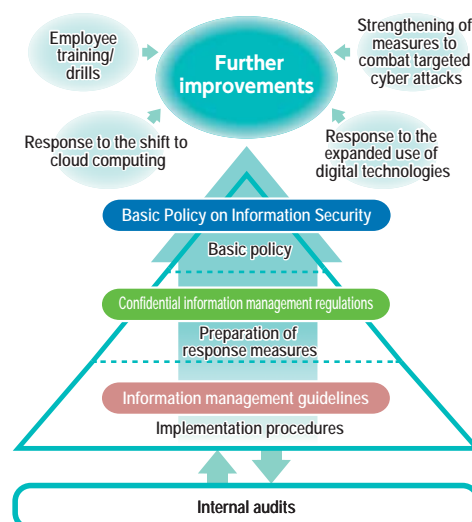 Employee
training/
drills
Strengthening of
measures to
combat targeted
cyber attacks
Further
improvements
Response to the shift to
cloud computing
Response to the
expanded use of
digital technologies
Basic Policy on Information Security
Basic policy
Confidential information management regulations
Preparation of
response measures
Information management guidelines
Implementation procedures
Internal audits